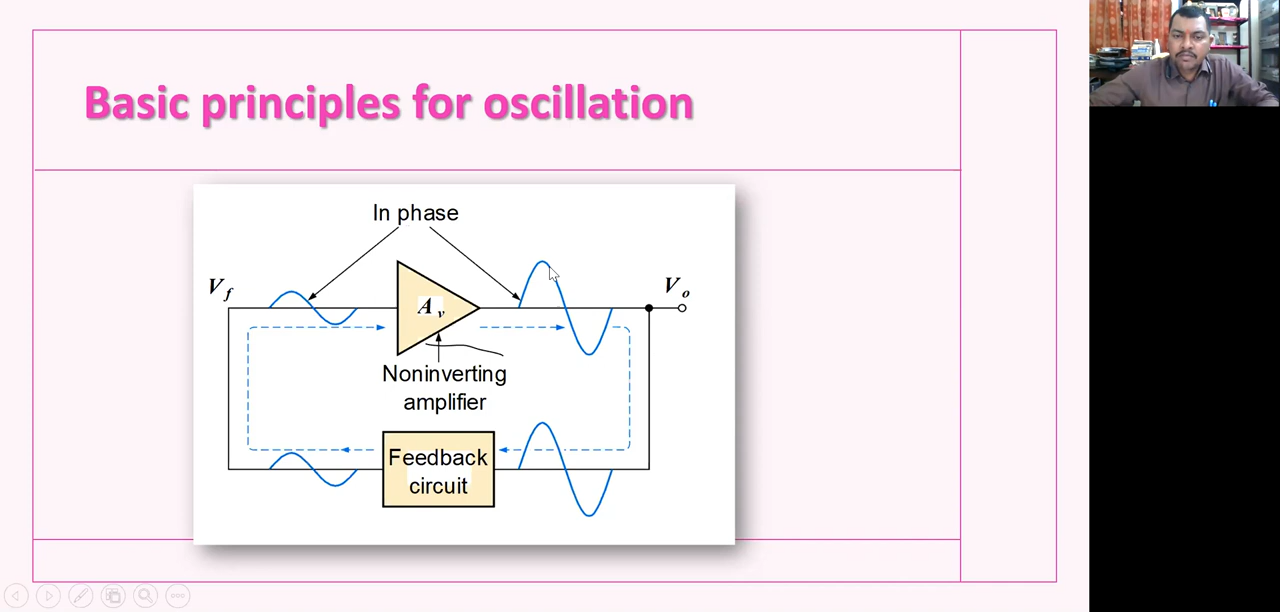 Basic principles for oscillation
In phase
Vf
Av
Vo
Noninverting
amplifier
Feedback
circuit